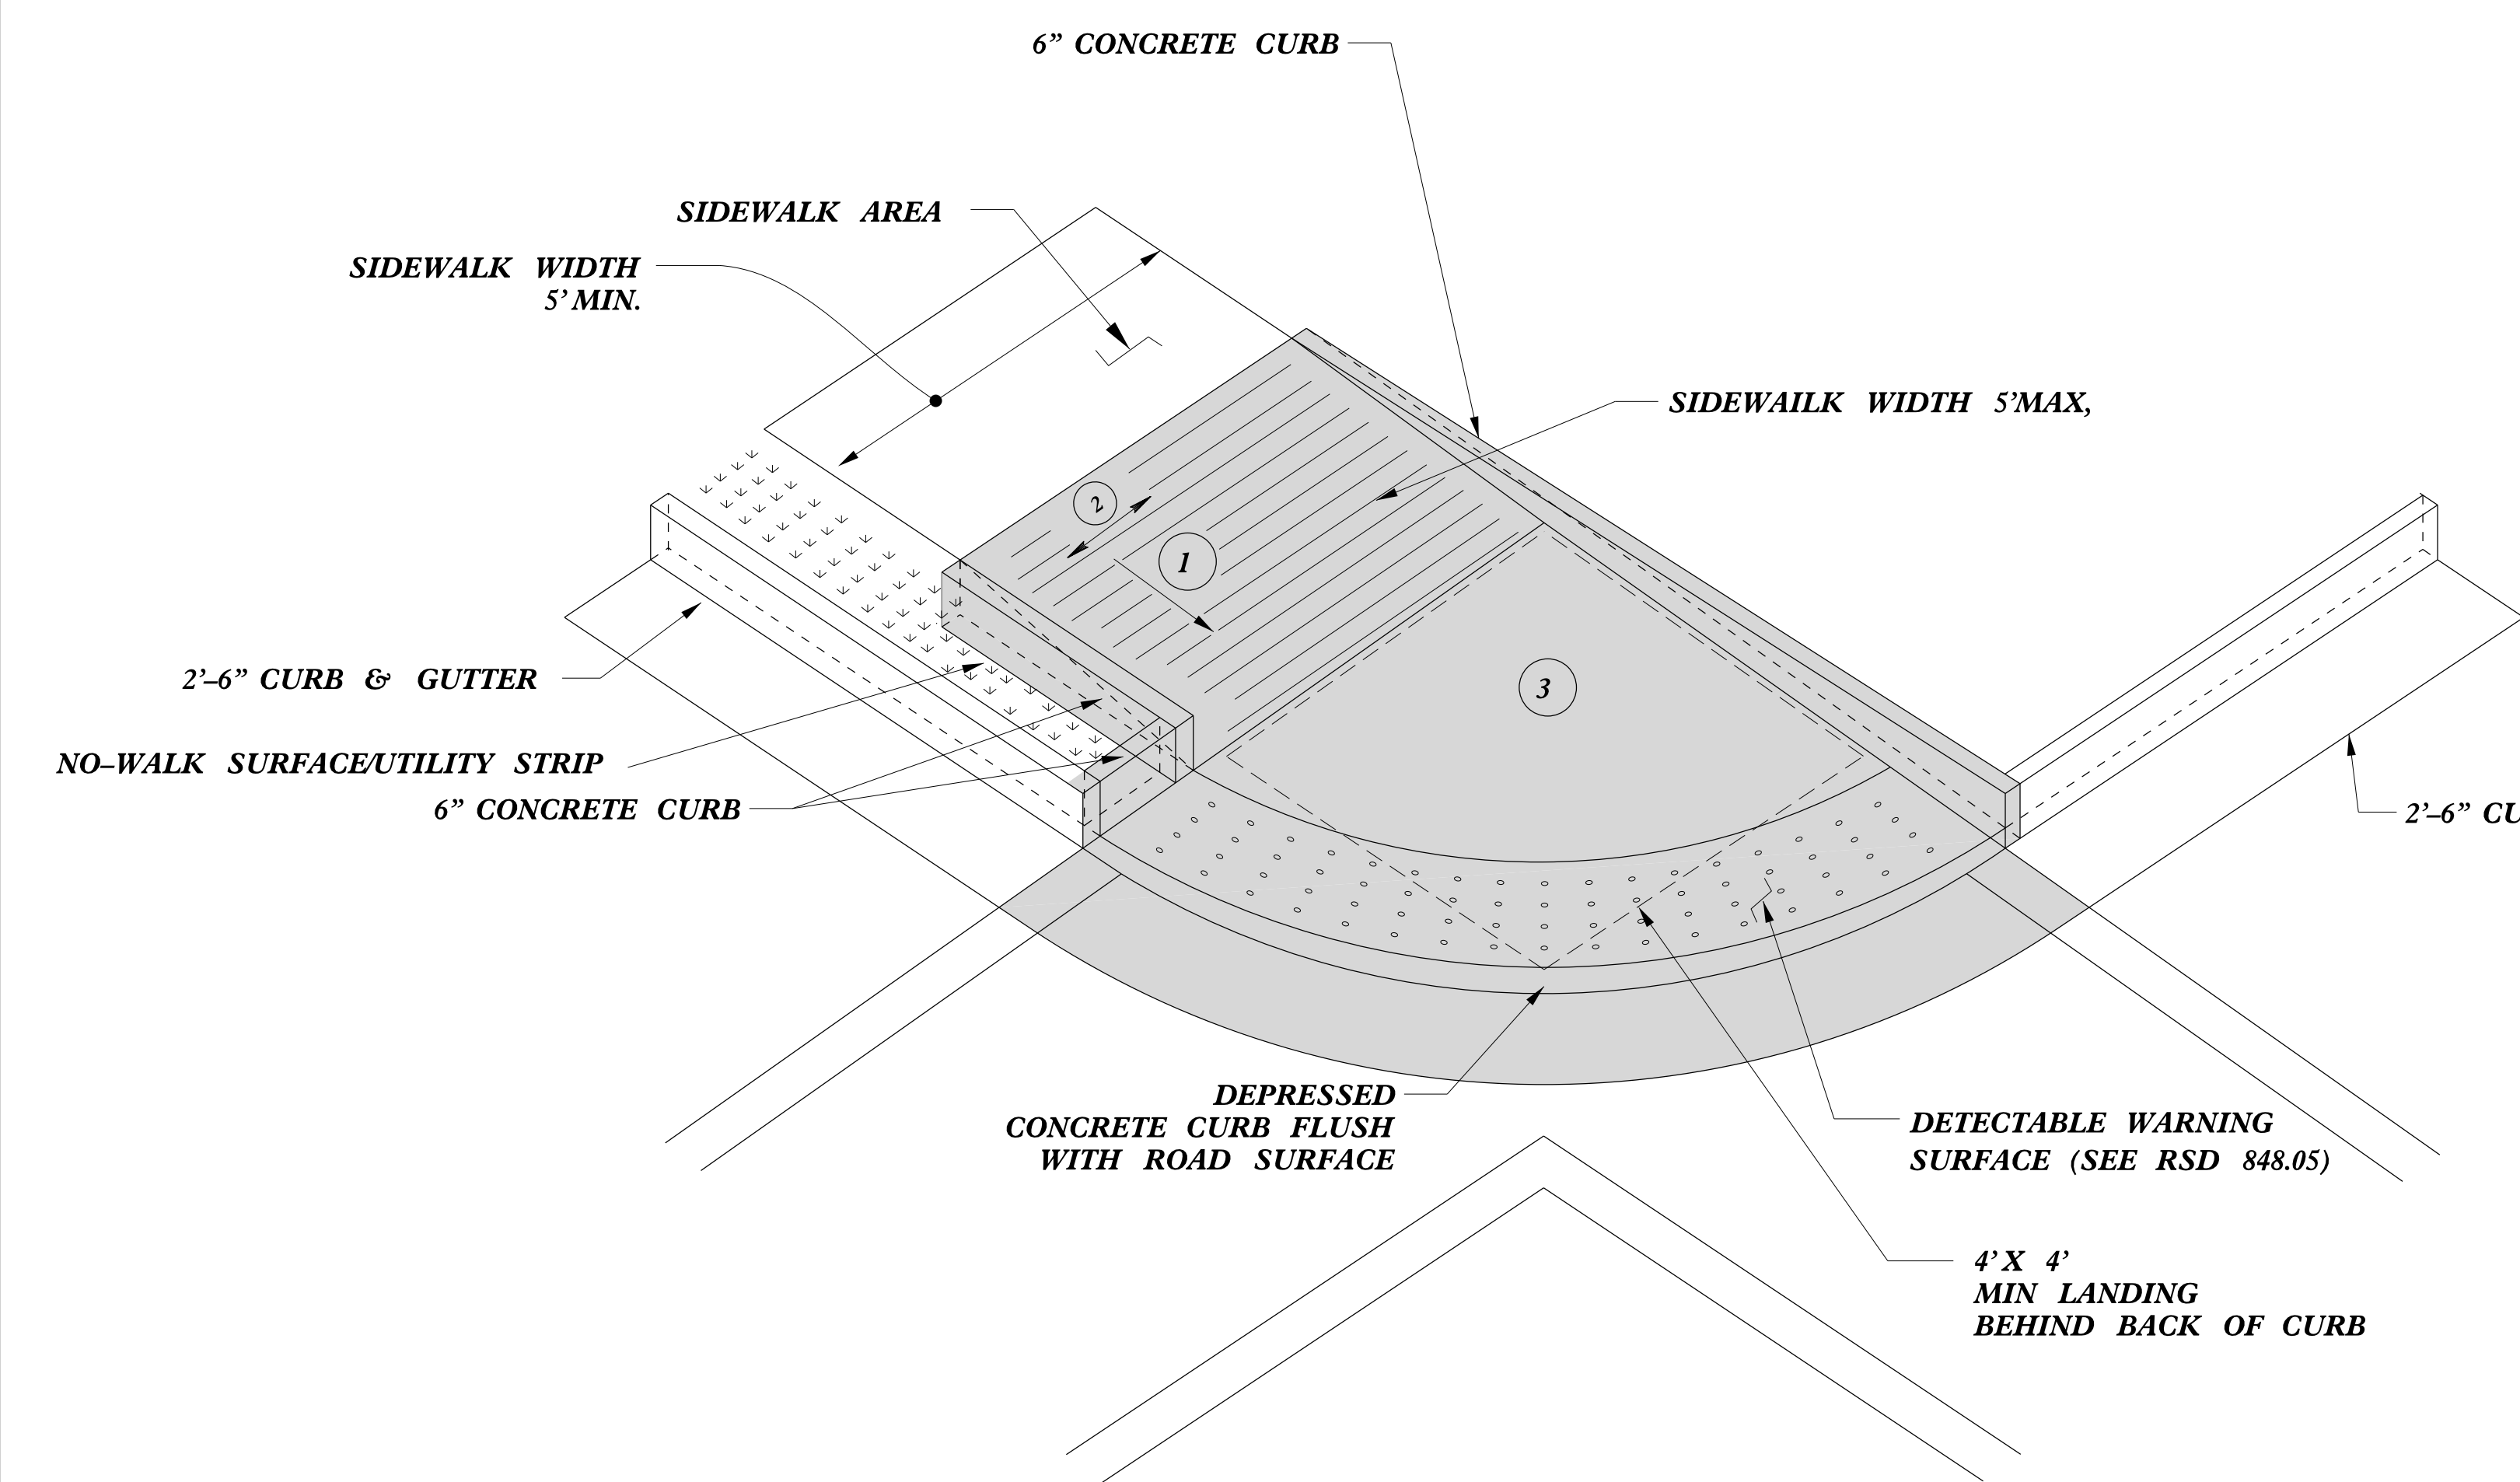 6” CONCRETE CURB
SIDEWALK AREA
SIDEWALK WIDTH
5’ MIN.
SIDEWAILK WIDTH 5’MAX,
2
1
3
2’–6” CURB & GUTTER
NO–WALK SURFACE/UTILITY STRIP
6” CONCRETE CURB
2’–6” CU
DEPRESSED
CONCRETE CURB FLUSH
WITH ROAD SURFACE
DETECTABLE WARNING
SURFACE (SEE RSD 848.05)
4’ X 4’
MIN LANDING
BEHIND BACK OF CURB